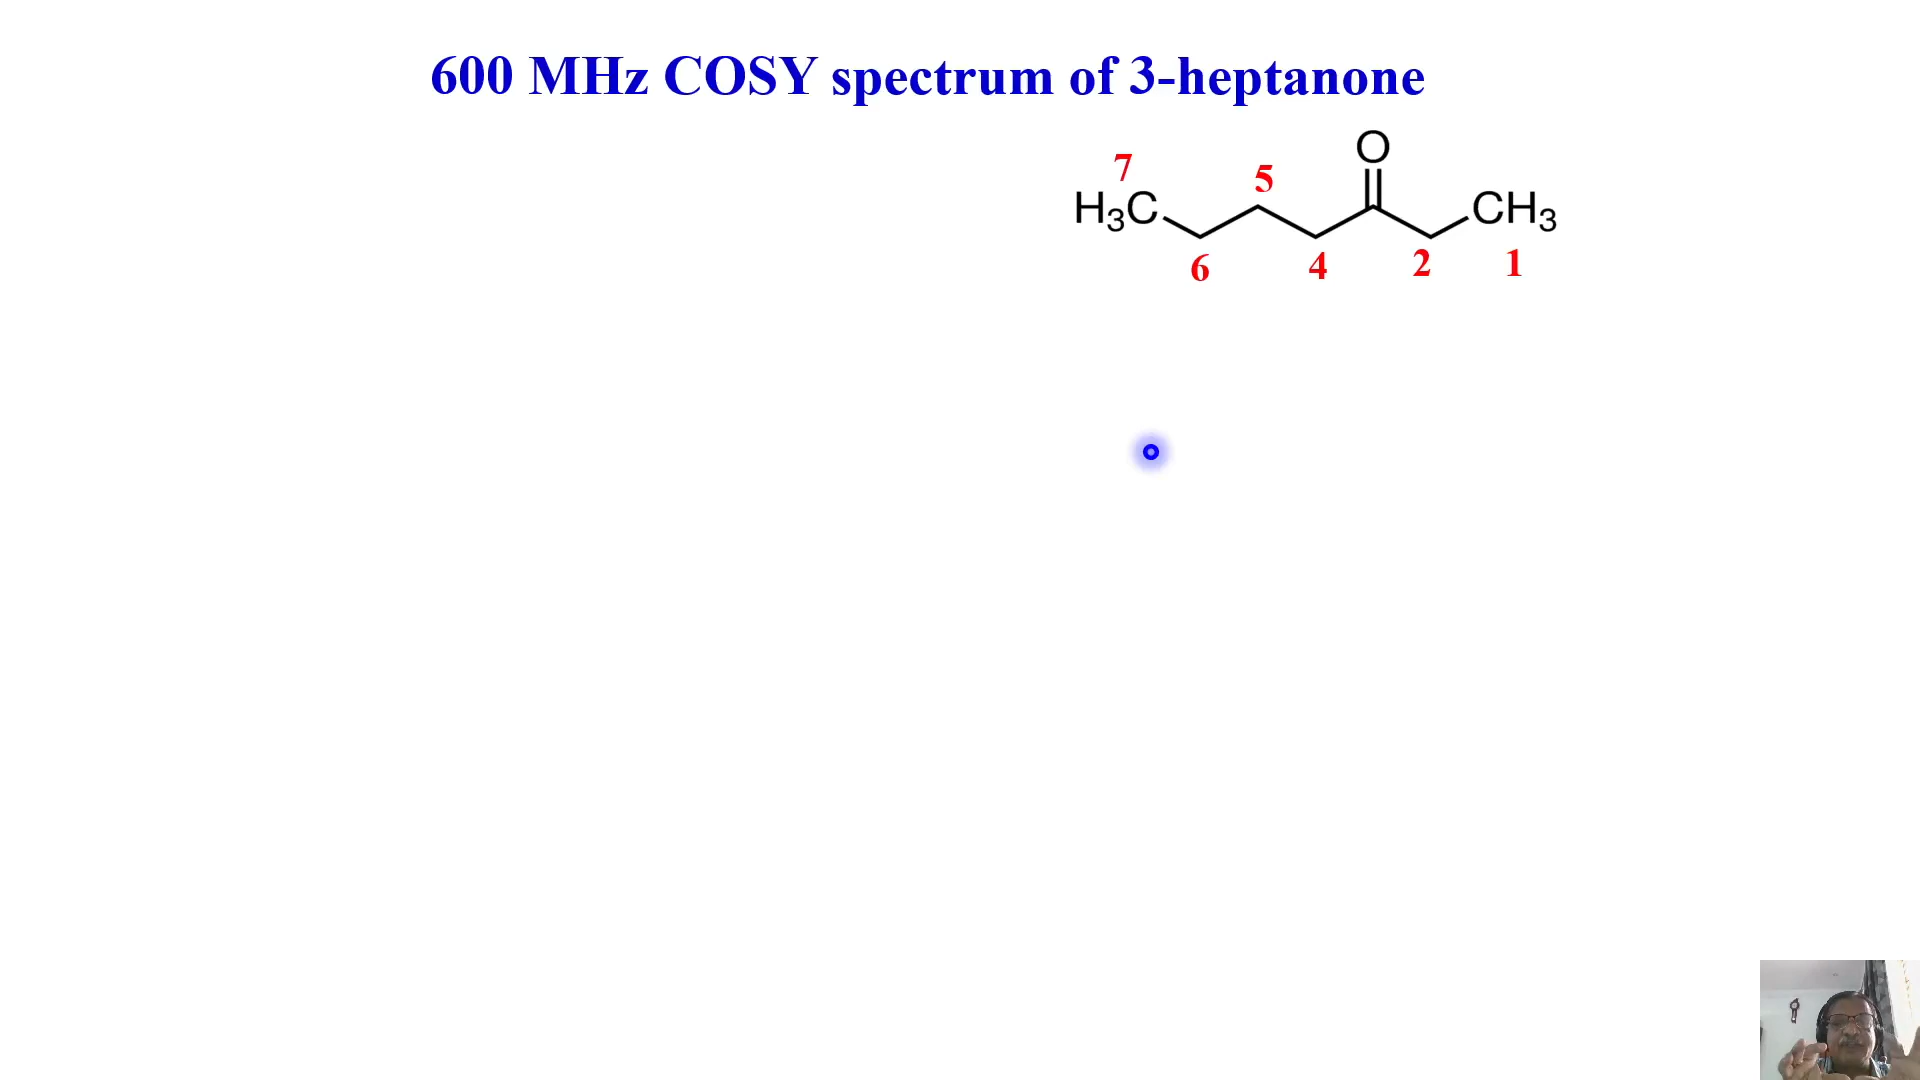 600 MHz COSY spectrum of 3-heptanone
O
7
5
H₃C
CH₃
6
4
2
1